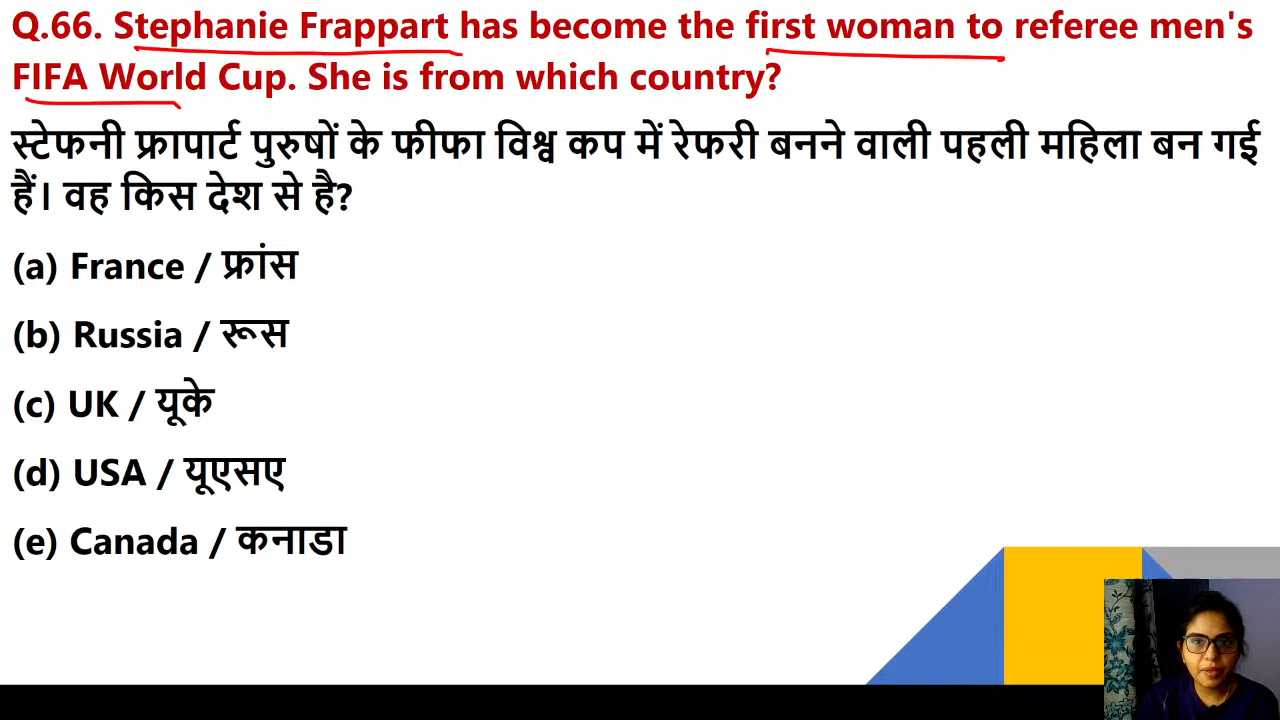 Q.66. Stephanie Frappart has become the first woman to referee men's
FIFA World Cup. She is from which country?
स्टेफनी फ्रापार्ट पुरुषों के फीफा विश्व कप में रेफरी बनने वाली पहली महिला बन गई
हैं। वह किस देश से है?
(a) France / फ्रांस
(b) Russia / रूस
(c) UK / यूके
(d) USA / यूएसए
(e) Canada / कनाडा